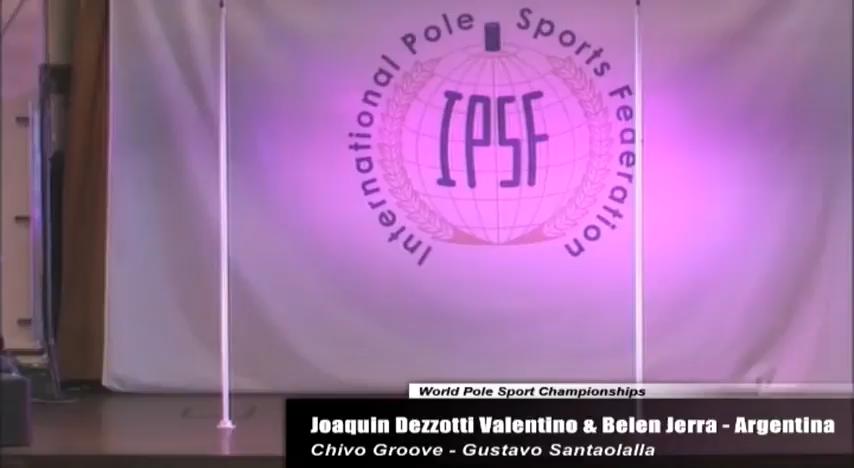 International Pole Sports Federation
IPSF
World Pole Sport Championships
Joaquin Dezzotti Valentino & Belen Jerra - Argentina
Chivo Groove - Gustavo Santaolalla